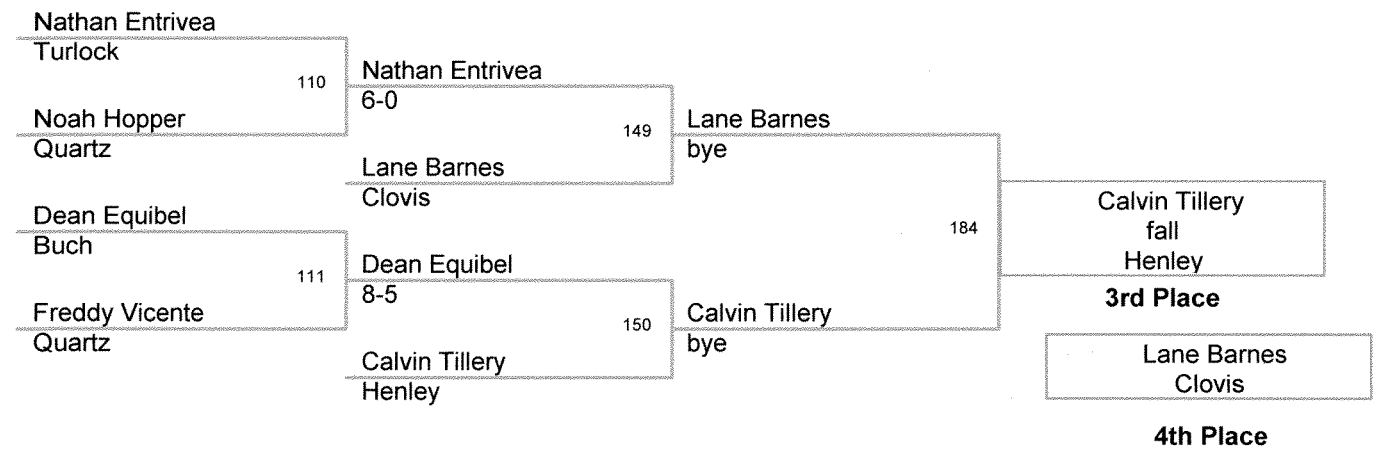 Nathan Entrivea
Turlock
110
Noah Hopper
Quartz
Nathan Entrivea
6-0
149
Lane Barnes
Clovis
Dean Equibel
Buch
111
Freddy Vicente
Quartz
Dean Equibel
8-5
150
Calvin Tillery
Henley
Lane Barnes
bye
184
Calvin Tillery
bye
Calvin Tillery
fall
Henley
3rd Place
Lane Barnes
Clovis
4th Place